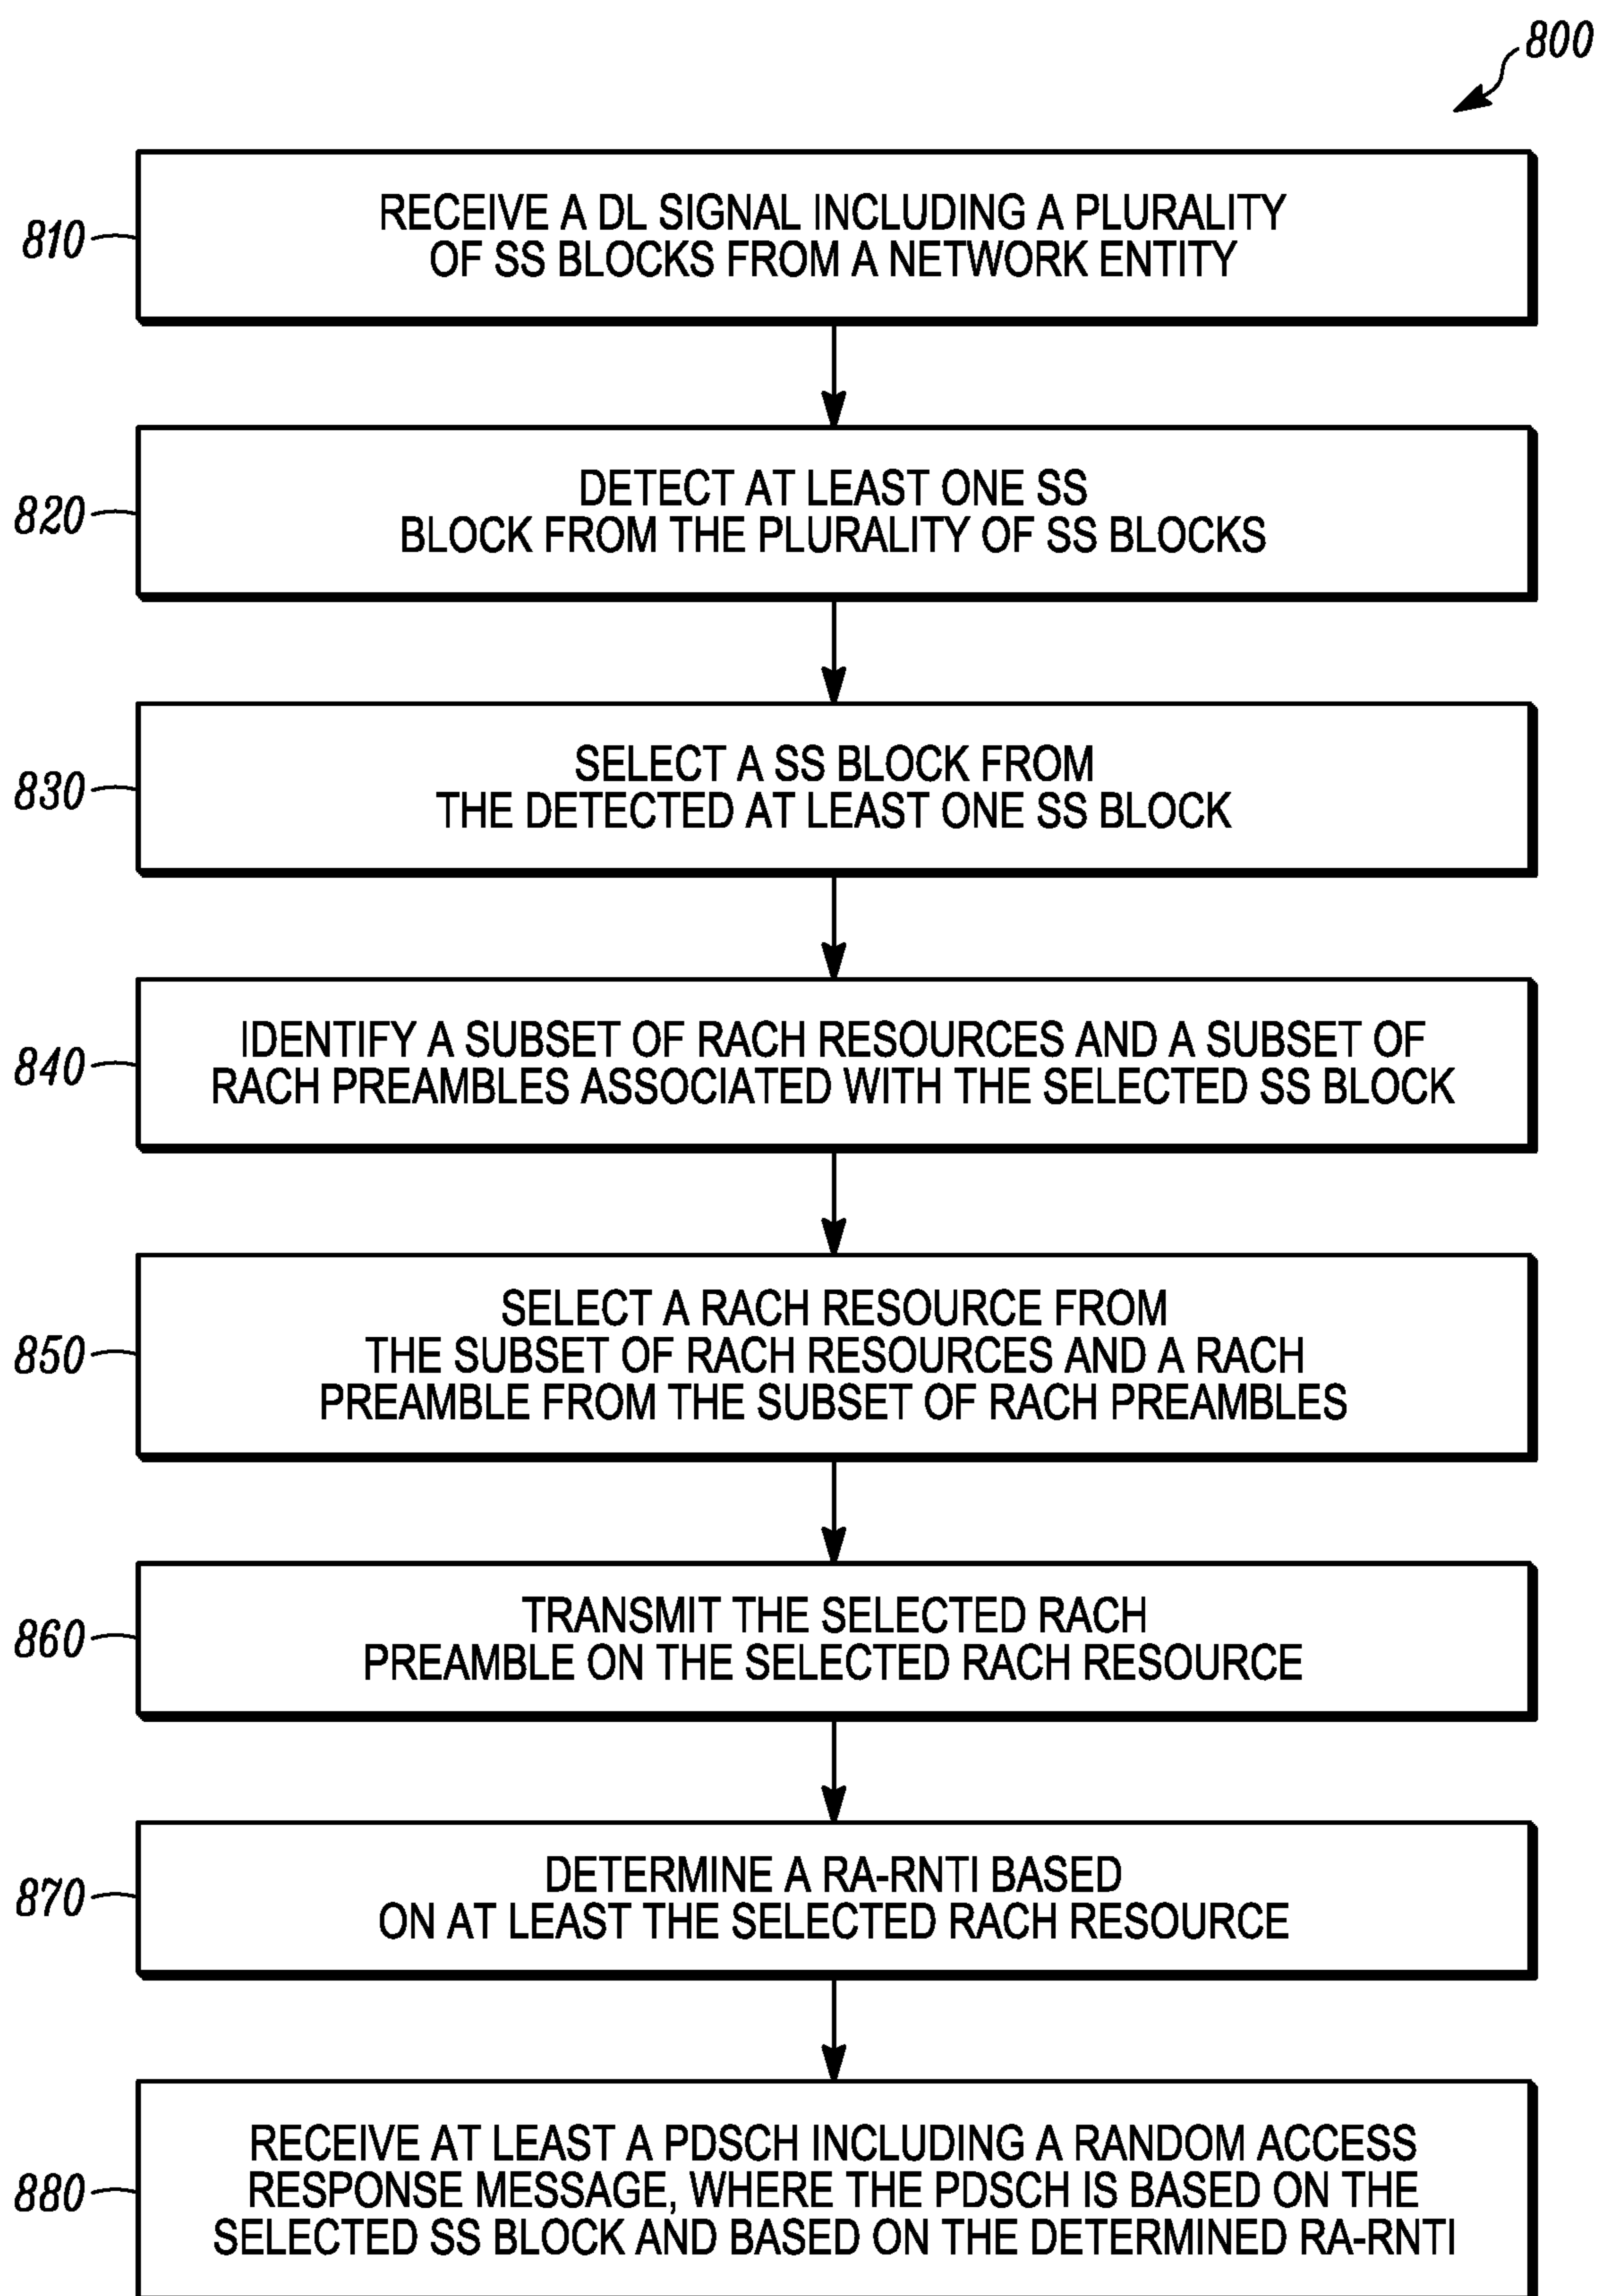 800
810
RECEIVE A DL SIGNAL INCLUDING A PLURALITY
OF SS BLOCKS FROM A NETWORK ENTITY
820
DETECT AT LEAST ONE SS
BLOCK FROM THE PLURALITY OF SS BLOCKS
830
SELECT A SS BLOCK FROM
THE DETECTED AT LEAST ONE SS BLOCK
840
IDENTIFY A SUBSET OF RACH RESOURCES AND A SUBSET OF
RACH PREAMBLES ASSOCIATED WITH THE SELECTED SS BLOCK
850
SELECT A RACH RESOURCE FROM
THE SUBSET OF RACH RESOURCES AND A RACH
PREAMBLE FROM THE SUBSET OF RACH PREAMBLES
860
TRANSMIT THE SELECTED RACH
PREAMBLE ON THE SELECTED RACH RESOURCE
870
DETERMINE A RA-RNTI BASED
ON AT LEAST THE SELECTED RACH RESOURCE
880
RECEIVE AT LEAST A PDSCH INCLUDING A RANDOM ACCESS
RESPONSE MESSAGE, WHERE THE PDSCH IS BASED ON THE
SELECTED SS BLOCK AND BASED ON THE DETERMINED RA-RNTI